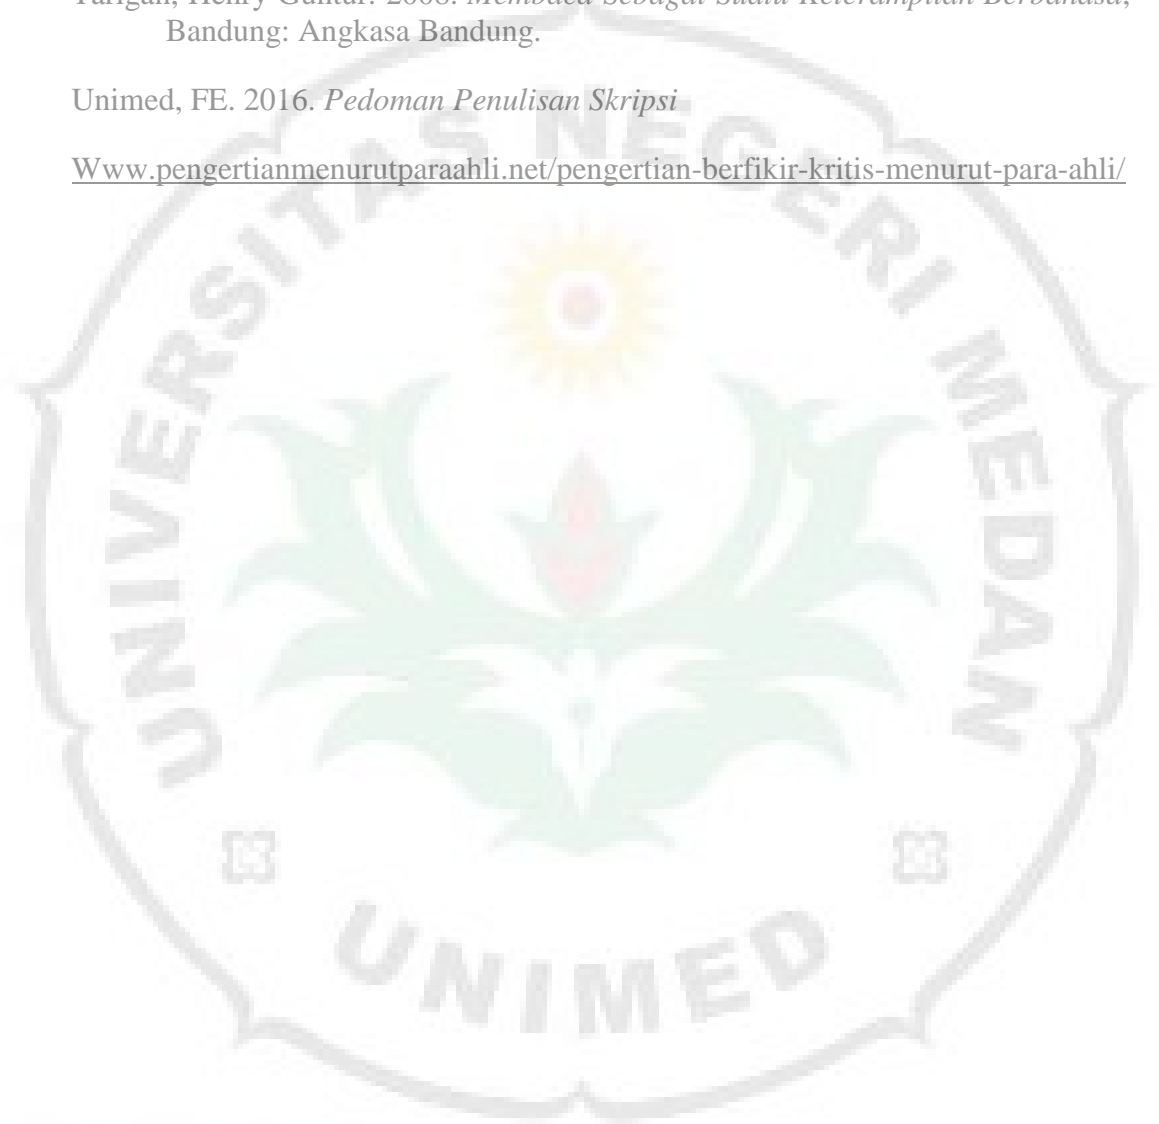 Tarigan, Henry Guntur. 2008. Membaca Sebagai Suatu Keterampilan Berbahasa,
Bandung: Angkasa Bandung.
Unimed, FE. 2016. Pedoman Penulisan Skripsi
Www.pengertianmenurutparaahli.net/pengertian-berfikir-kritis-menurut-para-ahli/
UNIVERSITAS NEGERI MEDAN
UNIMED